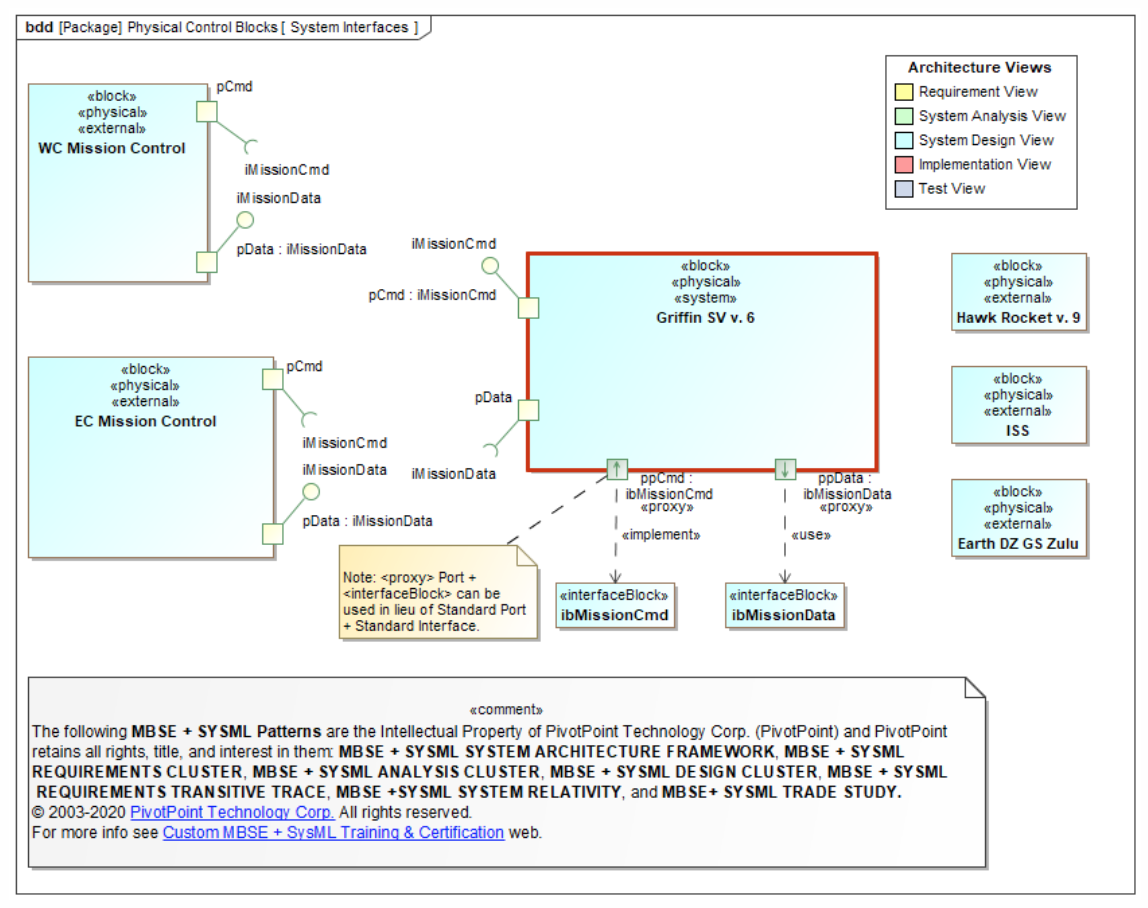 bdd [Package] Physical Control Blocks [ System Interfaces ]
Architecture Views
Requirement View
System Analysis View
System Design View
Implementation View
Test View
«block»
«physical»
«external»
WC Mission Control
pCmd
iMissionCmd
iMissionData
pData : iMissionData
«block»
«physical»
«external»
EC Mission Control
pCmd
iMissionCmd
iMissionData
pData : iMissionData
iMissionCmd
pCmd : iMissionCmd
pData
iMissionData
«block»
«physical»
«system»
Griffin SV v. 6
ppCmd :
ibMissionCmd
«proxy»
ppData :
ibMissionData
«proxy»
«implement»
«use»
«interfaceBlock»
ibMissionCmd
«interfaceBlock»
ibMissionData
Note: <proxy> Port +
<interfaceBlock> can be
used in lieu of Standard Port
+ Standard Interface.
«block»
«physical»
«external»
Hawk Rocket v. 9
«block»
«physical»
«external»
ISS
«block»
«physical»
«external»
Earth DZ GS Zulu
«comment»
The following MBSE + SYSML Patterns are the Intellectual Property of PivotPoint Technology Corp. (PivotPoint) and PivotPoint
retains all rights, title, and interest in them: MBSE + SYSML SYSTEM ARCHITECTURE FRAMEWORK, MBSE + SYSML
REQUIREMENTS CLUSTER, MBSE + SYSML ANALYSIS CLUSTER, MBSE + SYSML DESIGN CLUSTER, MBSE + SYSML
REQUIREMENTS TRANSITIVE TRACE, MBSE +SYSML SYSTEM RELATIVITY, and MBSE+ SYSML TRADE STUDY.
© 2003-2020 PivotPoint Technology Corp. All rights reserved.
For more info see Custom MBSE + SysML Training & Certification web.